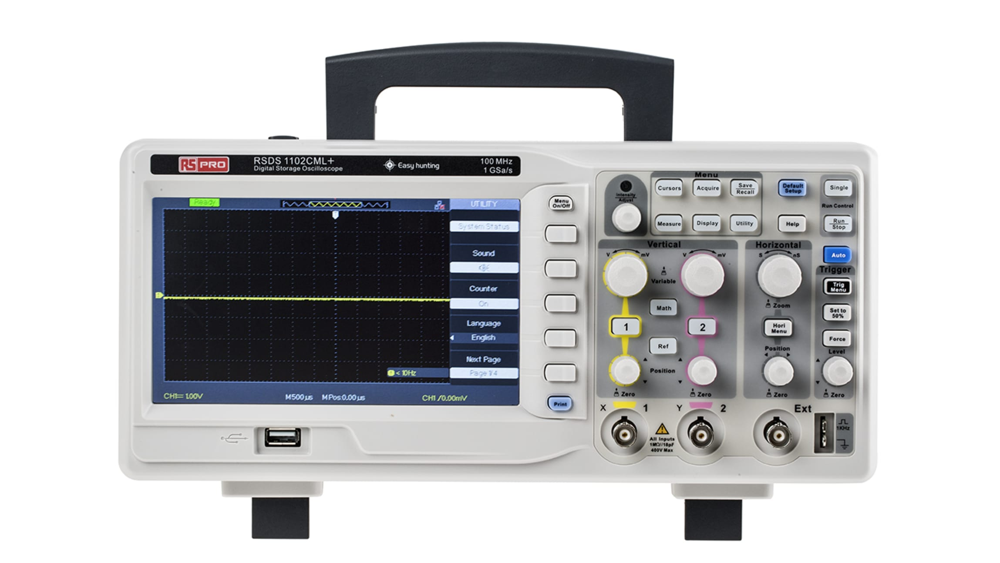 RS PRO
RSDS 1102CML+
Digital Storage Oscilloscope
Easy hunting
100 MHz
1 GSa/s
Ready
UTILITY
System Status
Sound
Counter
On
Language
English
Next Page
Page 1/4
1
< 10Hz
CH1 1.00V
M 500µs
MPos:0.00µs
CH1 /0.00mV
Menu
On/Off
Print
Intensity
Adjust
Menu
Cursors
Acquire
Save
Recall
Measure
Display
Utility
Default
Setup
Help
Single
Run Control
Run
Stop
Auto
Vertical
V
mV
V
mV
Variable
Math
1
2
Ref
Position
Zero
Zero
Horizontal
S
nS
Zoom
Hori
Menu
Position
Zero
Trigger
Trig
Menu
Set to
50%
Force
Level
Zero
X
1
Y
2
Ext
All Inputs
1MΩ//18pF
400V Max
1KHz